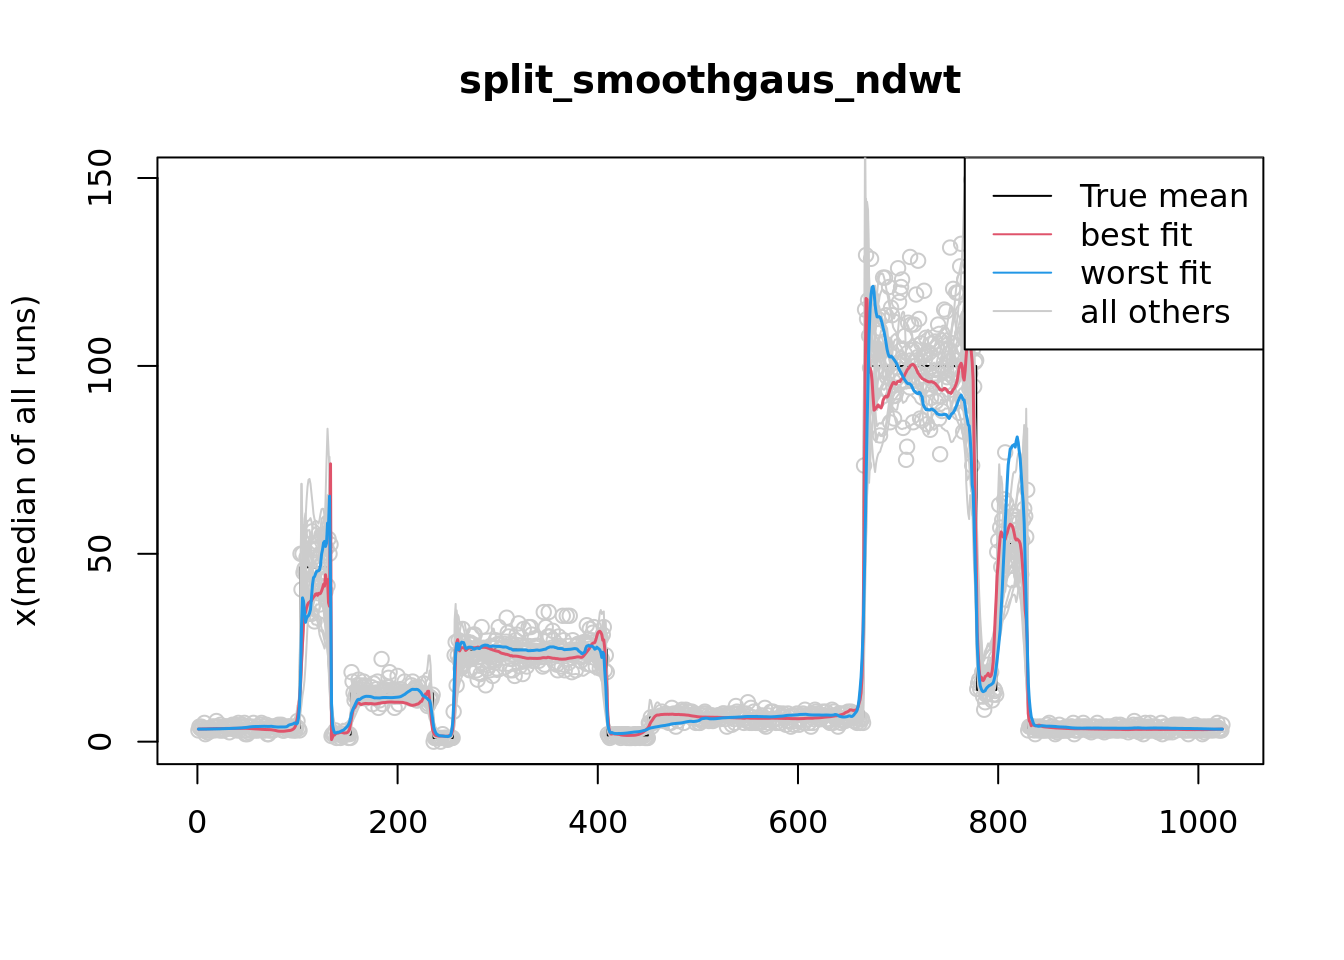 split_smoothgaus_ndwt
x(median of all runs)
150
100
50
0
True mean
best fit
worst fit
all others
0 200 400 600 800 1000